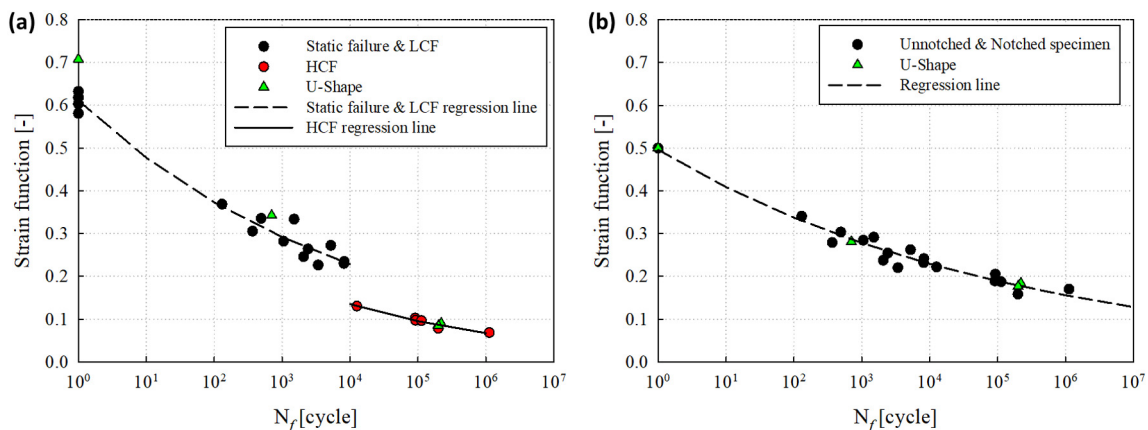 (a)
0.8
0.7
0.6
0.5
0.4
0.3
0.2
0.1
0.0
Strain function [-]
Static failure & LCF
HCF
U-Shape
Static failure & LCF regression line
HCF regression line
10⁰ 10¹ 10² 10³ 10⁴ 10⁵ 10⁶ 10⁷
N_f [cycle]
(b)
0.8
0.7
0.6
0.5
0.4
0.3
0.2
0.1
0.0
Strain function [-]
Unnotched & Notched specimen
U-Shape
Regression line
10⁰ 10¹ 10² 10³ 10⁴ 10⁵ 10⁶ 10⁷
N_f [cycle]